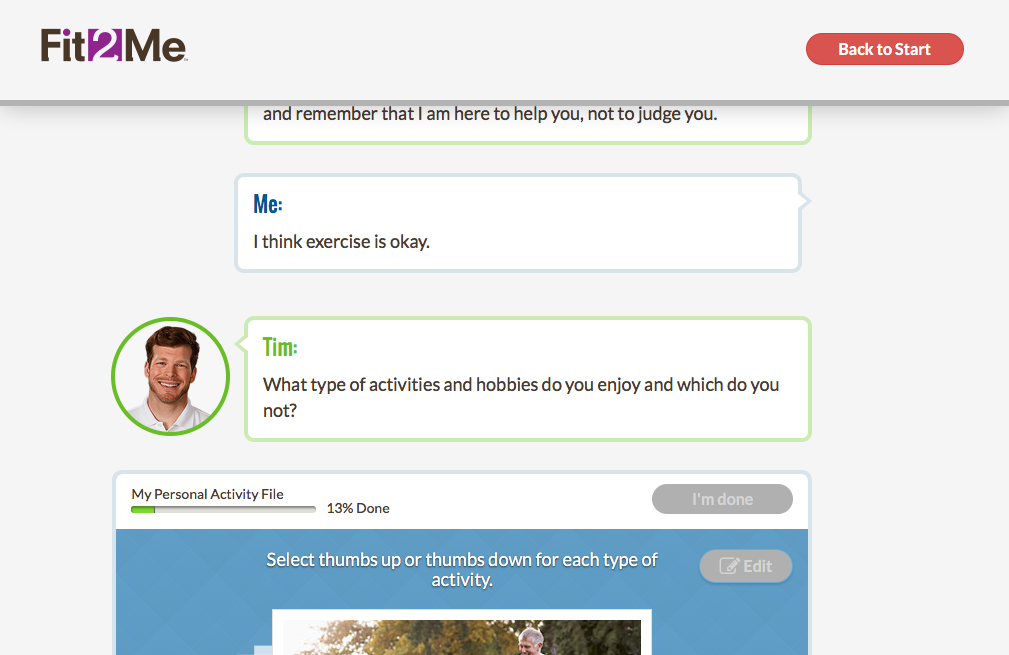 Fit2Me
Back to Start
and remember that I am here to help you, not to judge you.
Me:
I think exercise is okay.
Tim:
What type of activities and hobbies do you enjoy and which do you
not?
My Personal Activity File
13% Done
I'm done
Select thumbs up or thumbs down for each type of
activity.
Edit